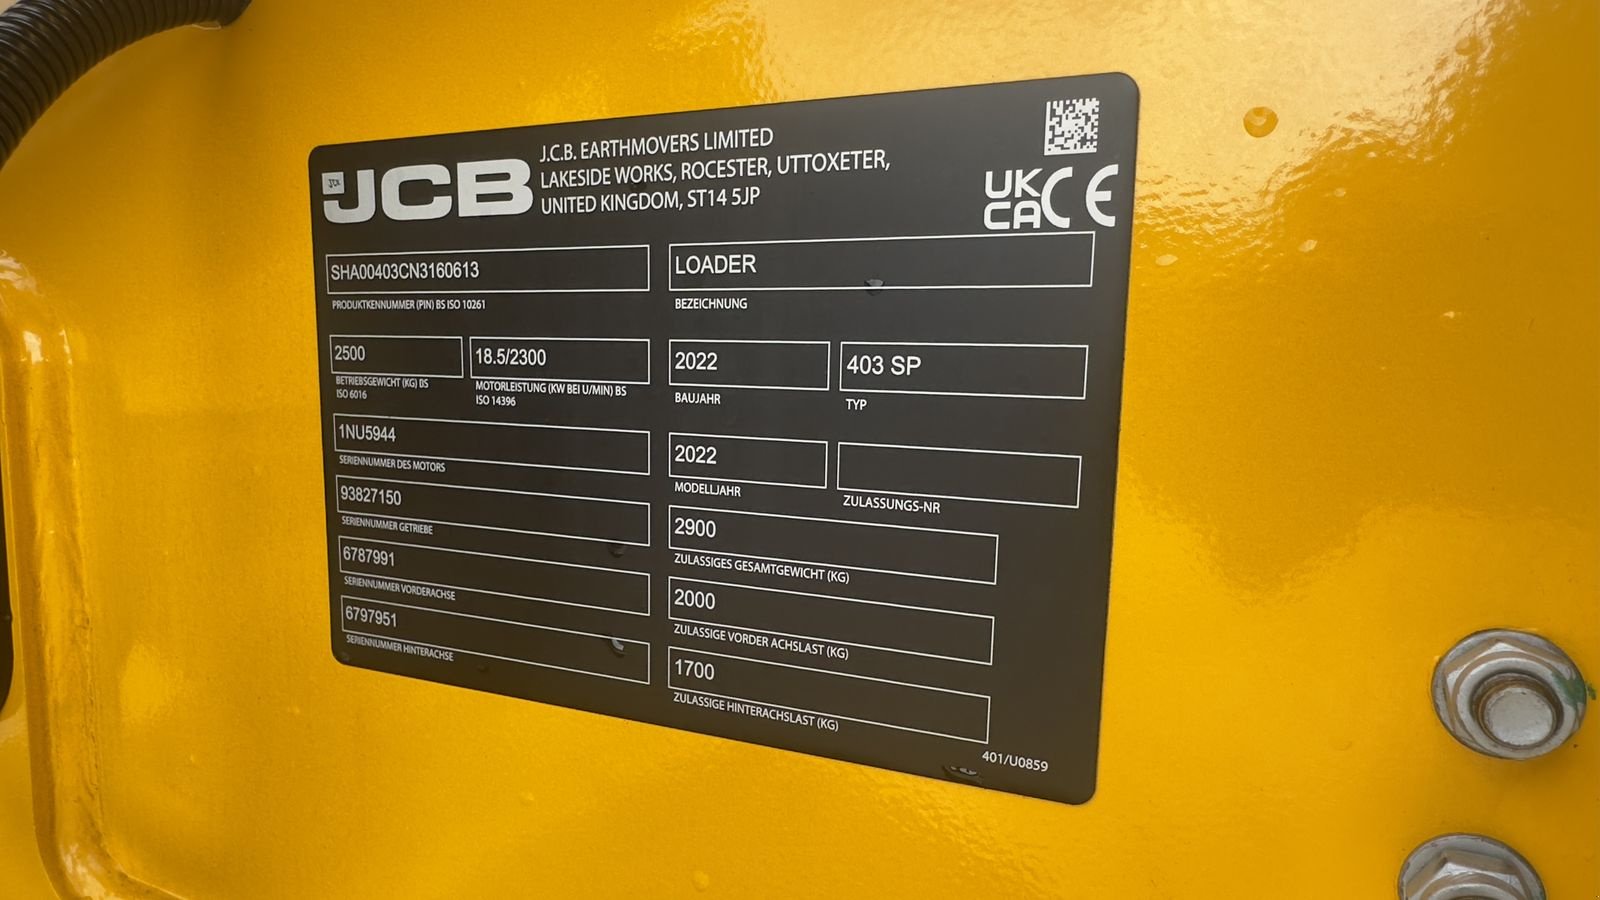 JCB
J.C.B. EARTHMOVERS LIMITED
LAKESIDE WORKS, ROCESTER, UTTOXETER,
UNITED KINGDOM, ST14 5JP
UK
CA
CE
SHA00403CN3160613
PRODUKTKENNUMMER (PIN) BS ISO 10261
LOADER
BEZEICHNUNG
2500
BETRIEBSGEWICHT (KG) BS
ISO 6016
18.5/2300
MOTORLEISTUNG (KW BEI U/MIN) BS
ISO 14396
2022
BAUJAHR
403 SP
TYP
1NU5944
SERIENNUMMER DES MOTORS
2022
MODELLJAHR
ZULASSUNGS-NR
93827150
SERIENNUMMER GETRIEBE
2900
ZULASSIGES GESAMTGEWICHT (KG)
6787991
SERIENNUMMER VORDERACHSE
2000
ZULASSIGE VORDER ACHSLAST (KG)
6797951
SERIENNUMMER HINTERACHSE
1700
ZULASSIGE HINTERACHSLAST (KG)
401/U0859